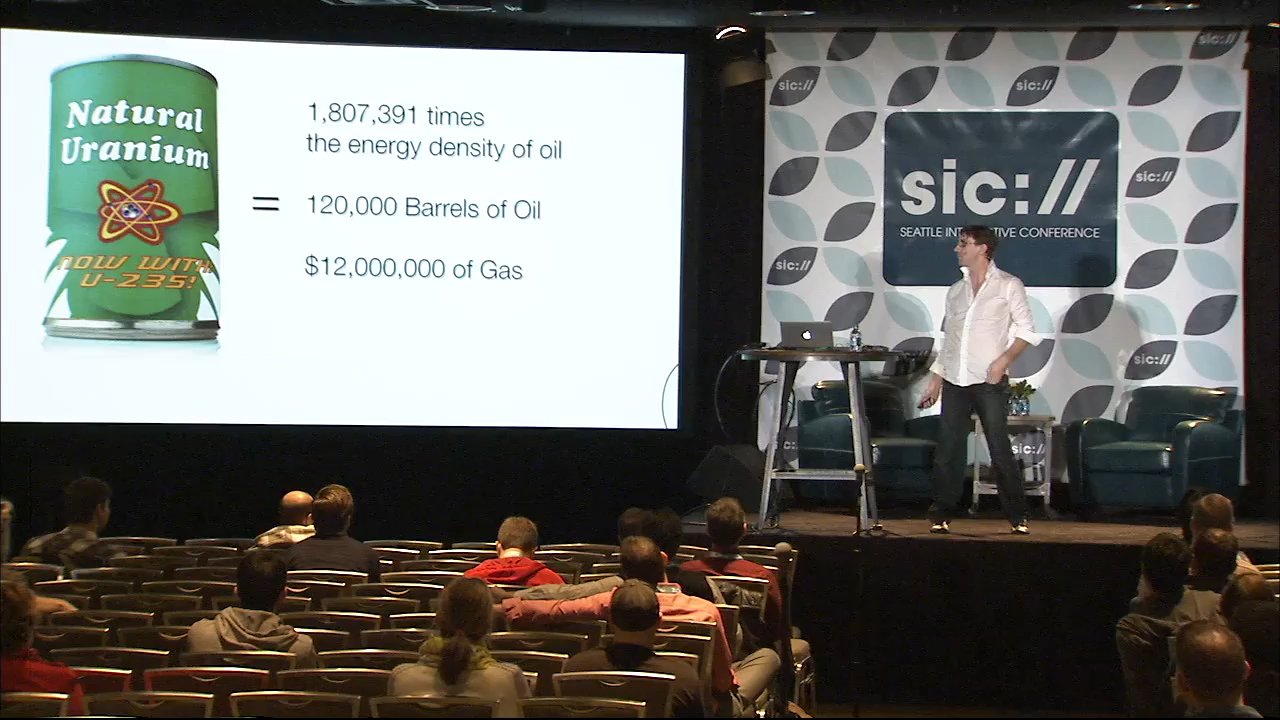 Natural
Uranium
NOW WITH
U-235!
=
1,807,391 times
the energy density of oil
120,000 Barrels of Oil
$12,000,000 of Gas
sic://
sic://
sic://
sic://
SEATTLE INTERACTIVE CONFERENCE
sic://
sic://
sic://
sic://